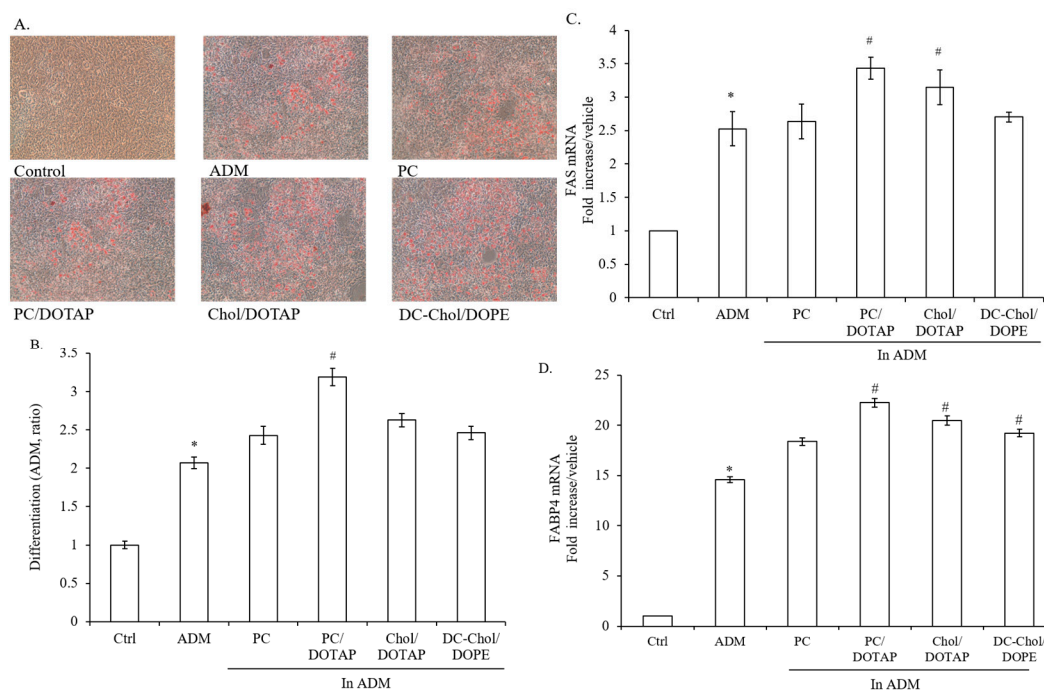 A.
Control
ADM
PC
PC/DOTAP
Chol/DOTAP
DC-Chol/DOPE
B.
3.5
3
2.5
2
1.5
1
0.5
0
Differentiation (ADM, ratio)
*
#
Ctrl
ADM
PC
PC/
DOTAP
Chol/
DOTAP
DC-Chol/
DOPE
In ADM
C.
4
3.5
3
2.5
2
1.5
1
0.5
0
FAS mRNA
Fold increase/vehicle
*
#
#
Ctrl
ADM
PC
PC/
DOTAP
Chol/
DOTAP
DC-Chol/
DOPE
In ADM
D.
25
20
15
10
5
0
FABP4 mRNA
Fold increase/vehicle
*
#
#
#
Ctrl
ADM
PC
PC/
DOTAP
Chol/
DOTAP
DC-Chol/
DOPE
In ADM